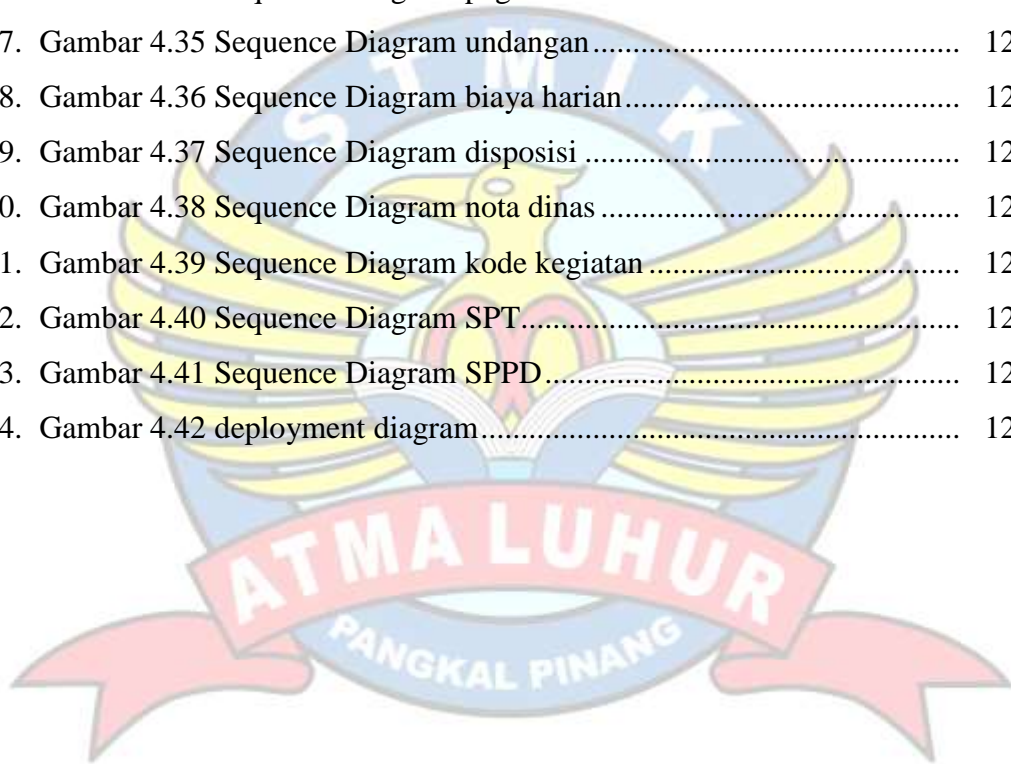 7. Gambar 4.35 Sequence Diagram undangan.......................................... 12
8. Gambar 4.36 Sequence Diagram biaya harian...................................... 12
9. Gambar 4.37 Sequence Diagram disposisi ........................................... 12
0. Gambar 4.38 Sequence Diagram nota dinas ......................................... 12
1. Gambar 4.39 Sequence Diagram kode kegiatan ................................... 12
2. Gambar 4.40 Sequence Diagram SPT................................................... 12
3. Gambar 4.41 Sequence Diagram SPPD................................................ 12
4. Gambar 4.42 deployment diagram........................................................ 12
STMIK
ATMA LUHUR
PANGKAL PINANG